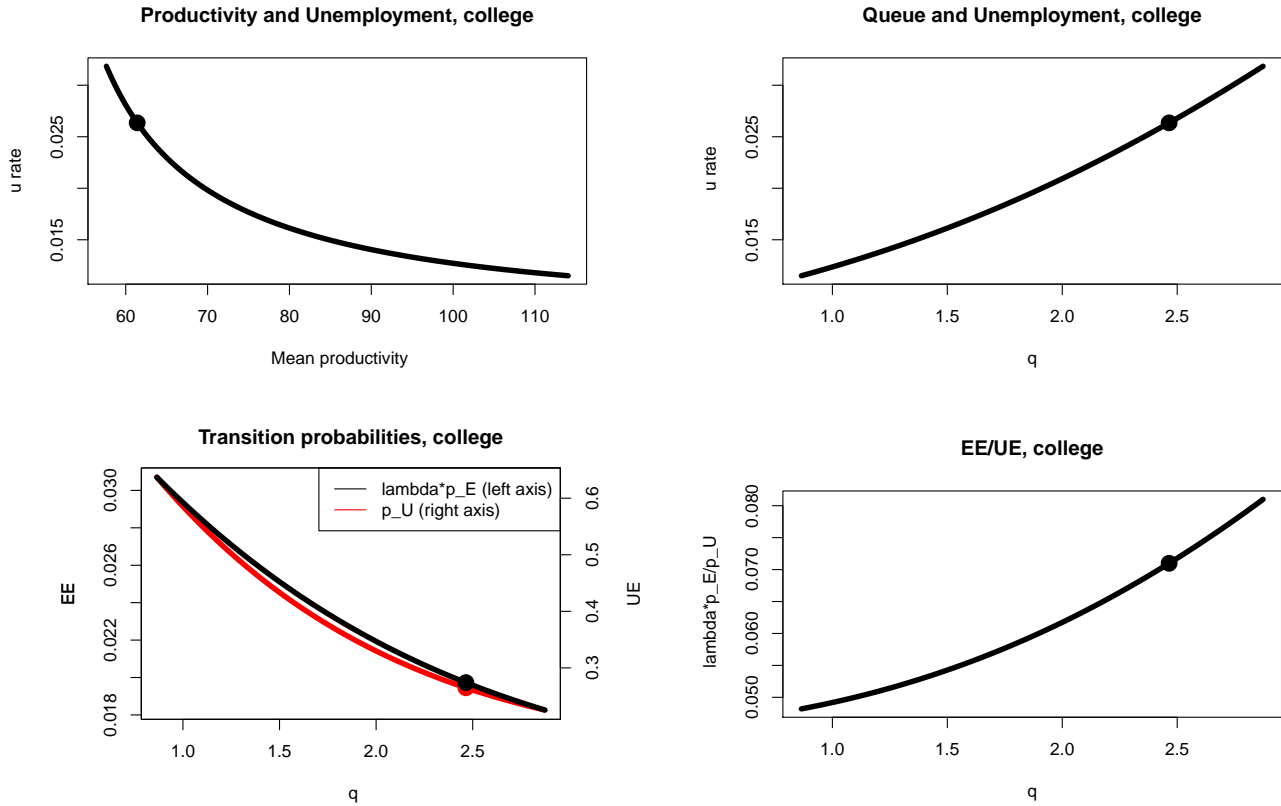 Productivity and Unemployment, college
u rate
0.025
0.015
60 70 80 90 100 110
Mean productivity
Queue and Unemployment, college
u rate
0.025
0.015
1.0 1.5 2.0 2.5
q
Transition probabilities, college
EE
0.030
0.026
0.022
0.018
lambda*p_E (left axis)
p_U (right axis)
0.6
0.5
0.4
0.3
UE
1.0 1.5 2.0 2.5
q
EE/UE, college
lambda*p_E/p_U
0.080
0.070
0.060
0.050
1.0 1.5 2.0 2.5
q